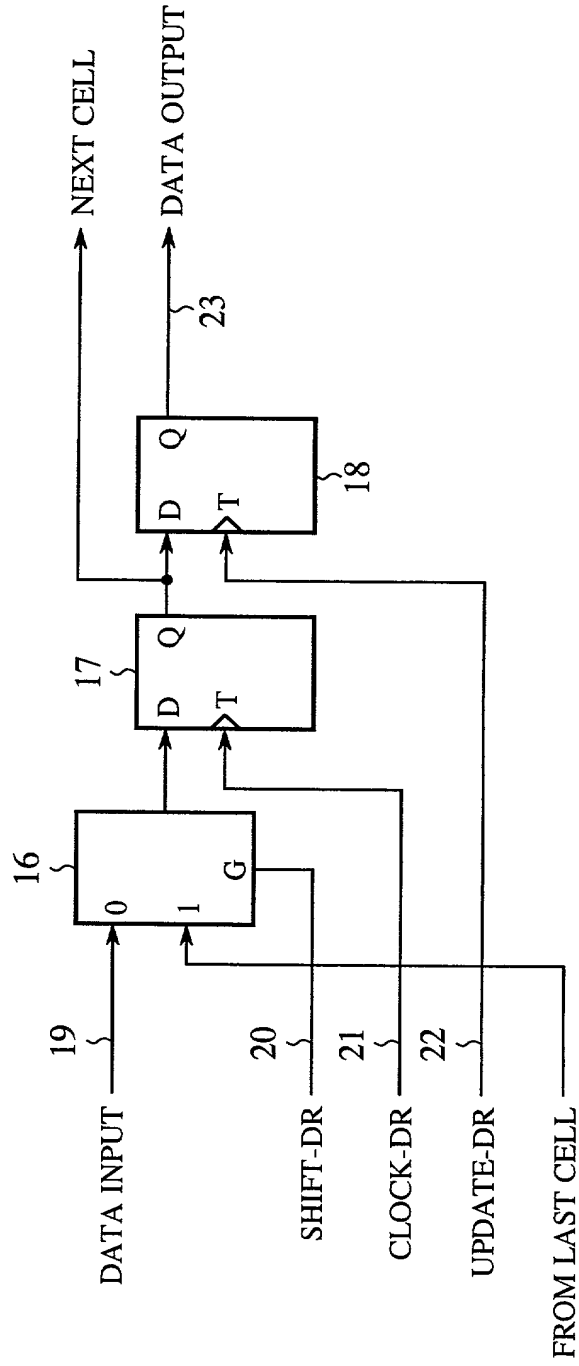 NEXT CELL
DATA OUTPUT
23
16
17
0
1
G
D
Q
T
D
Q
T
18
DATA INPUT
19
SHIFT-DR
20
CLOCK-DR
21
UPDATE-DR
22
FROM LAST CELL